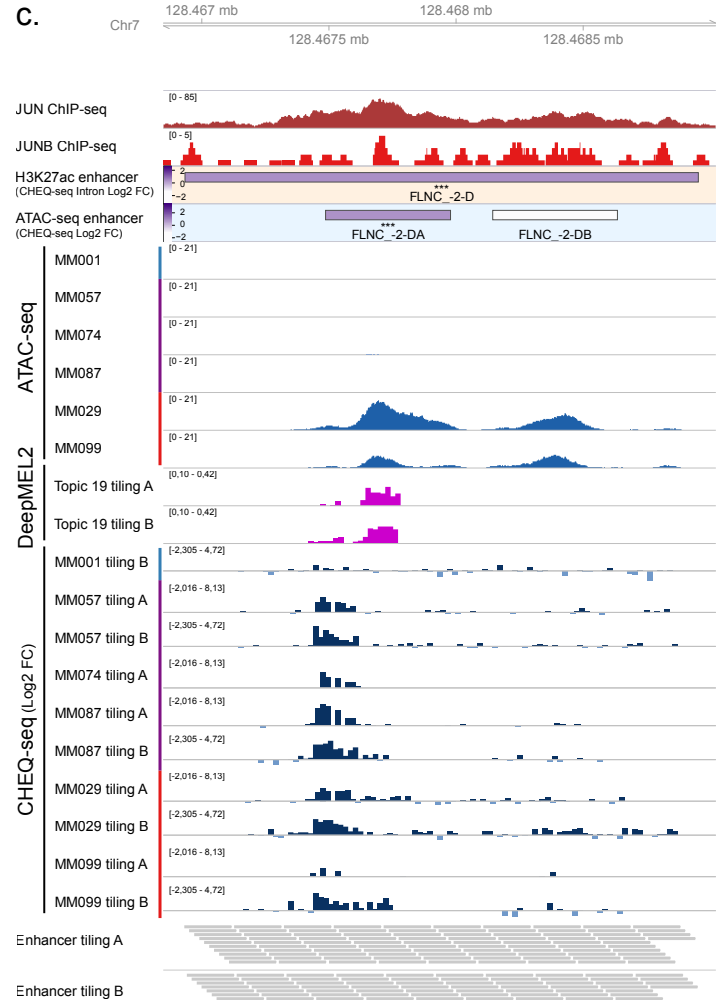 c.
Chr7
128.467 mb
128.468 mb
128.4675 mb
128.4685 mb
JUN ChIP-seq
[0 - 85]
JUNB ChIP-seq
[0 - 5]
H3K27ac enhancer
(CHEQ-seq Intron Log2 FC)
2
0
-2
***
FLNC_-2-D
ATAC-seq enhancer
(CHEQ-seq Log2 FC)
2
0
-2
***
FLNC_-2-DA
FLNC_-2-DB
ATAC-seq
MM001
[0 - 21]
MM057
[0 - 21]
MM074
[0 - 21]
MM087
[0 - 21]
MM029
[0 - 21]
MM099
[0 - 21]
DeepMEL2
Topic 19 tiling A
[0,10 - 0,42]
Topic 19 tiling B
[0,10 - 0,42]
CHEQ-seq (Log2 FC)
MM001 tiling B
[-2,305 - 4,72]
MM057 tiling A
[-2,016 - 8,13]
MM057 tiling B
[-2,305 - 4,72]
MM074 tiling A
[-2,016 - 8,13]
MM087 tiling A
[-2,016 - 8,13]
MM087 tiling B
[-2,305 - 4,72]
MM029 tiling A
[-2,016 - 8,13]
MM029 tiling B
[-2,305 - 4,72]
MM099 tiling A
[-2,016 - 8,13]
MM099 tiling B
[-2,305 - 4,72]
Enhancer tiling A
Enhancer tiling B